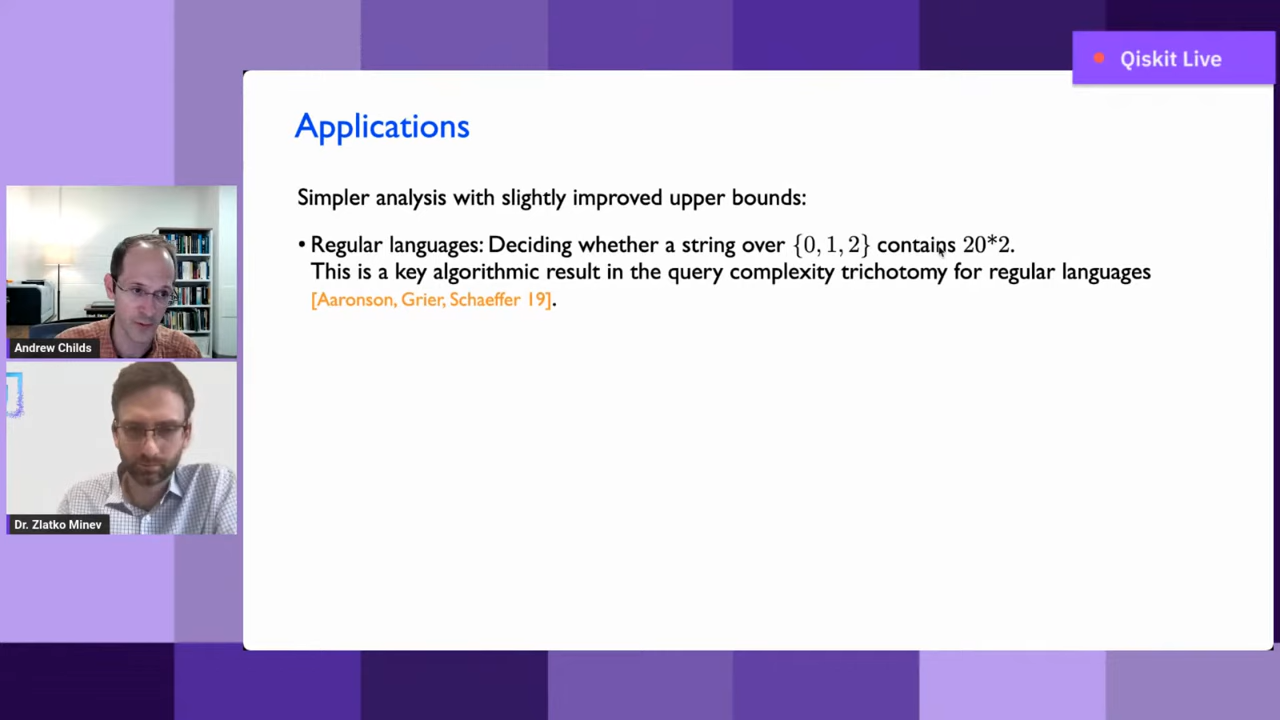 Qiskit Live
Applications
Simpler analysis with slightly improved upper bounds:
• Regular languages: Deciding whether a string over {0, 1, 2} contains 20*2.
This is a key algorithmic result in the query complexity trichotomy for regular languages
[Aaronson, Grier, Schaeffer 19].
Andrew Childs
Dr. Zlatko Minev